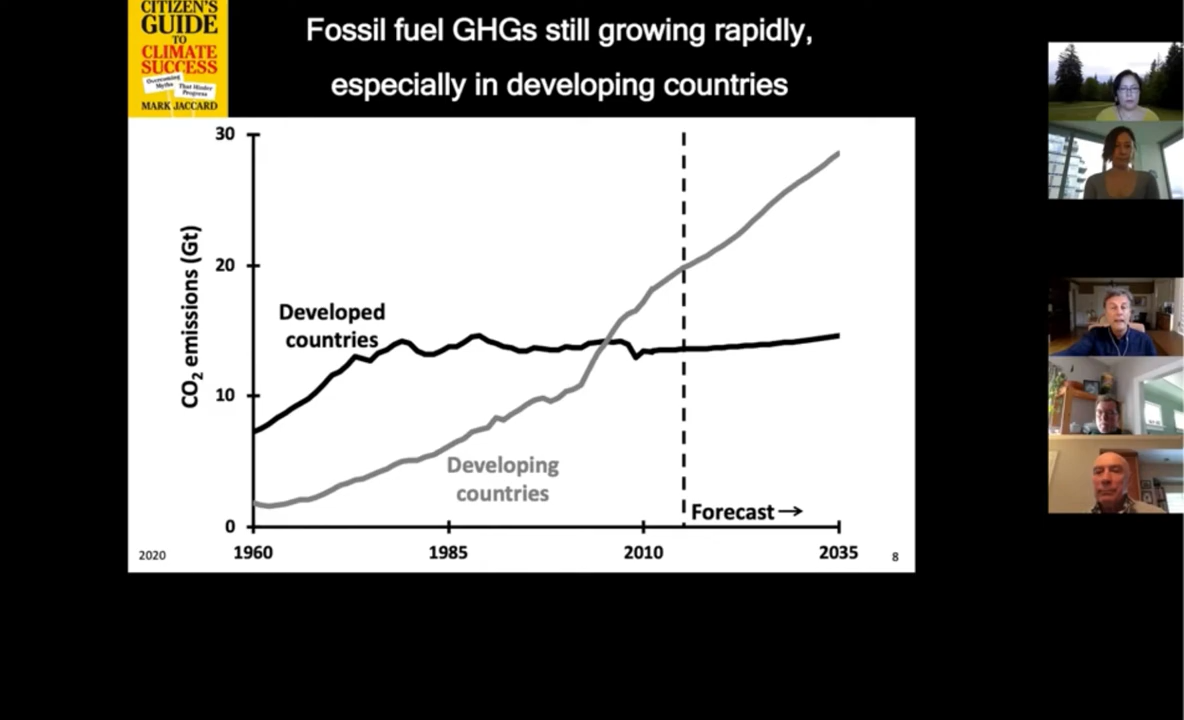 CITIZEN'S
GUIDE
TO
CLIMATE
SUCCESS
Overcoming
Myths
That Hinder
Progress
MARK JACCARD
Fossil fuel GHGs still growing rapidly,
especially in developing countries
30
20
10
0
CO₂ emissions (Gt)
Developed
countries
Developing
countries
Forecast →
1960
1985
2010
2035
2020
8